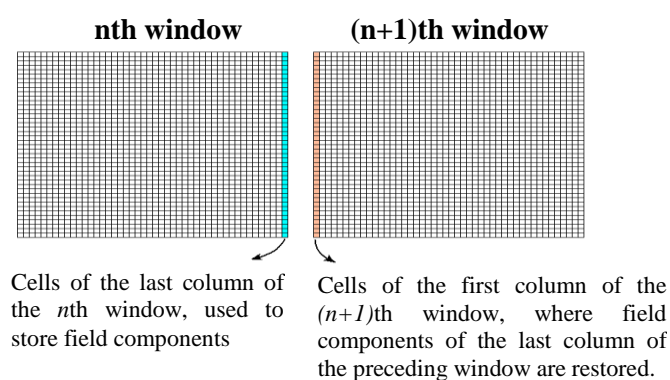 nth window
(n+1)th window
Cells of the last column of
the nth window, used to
store field components
Cells of the first column of the
(n+1)th window, where field
components of the last column of
the preceding window are restored.